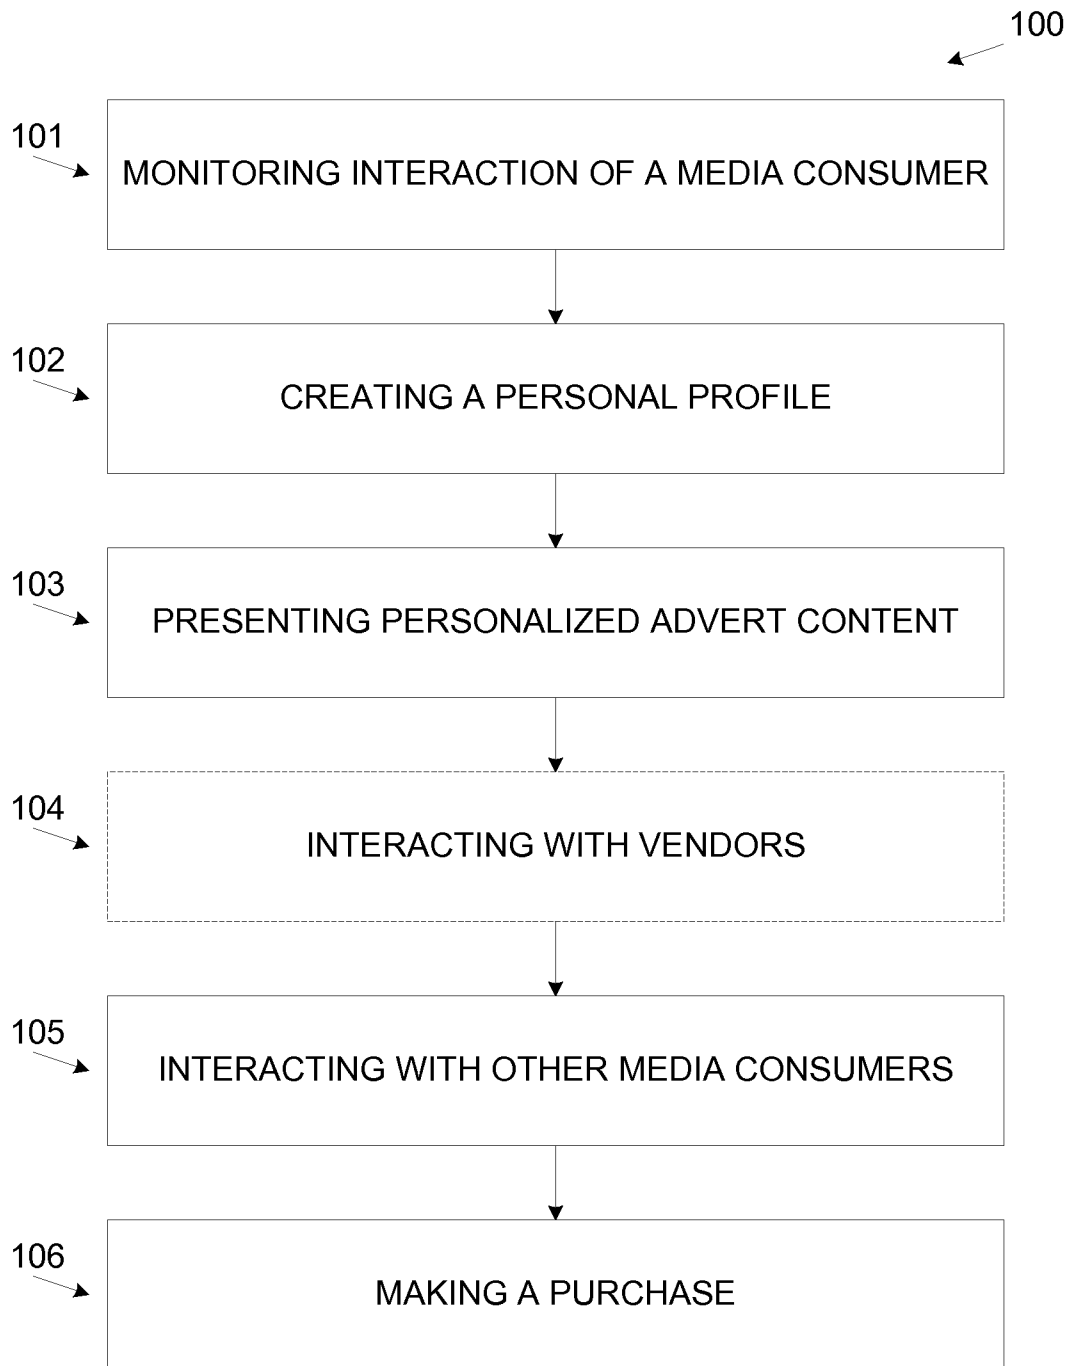 100
101
MONITORING INTERACTION OF A MEDIA CONSUMER
102
CREATING A PERSONAL PROFILE
103
PRESENTING PERSONALIZED ADVERT CONTENT
104
INTERACTING WITH VENDORS
105
INTERACTING WITH OTHER MEDIA CONSUMERS
106
MAKING A PURCHASE